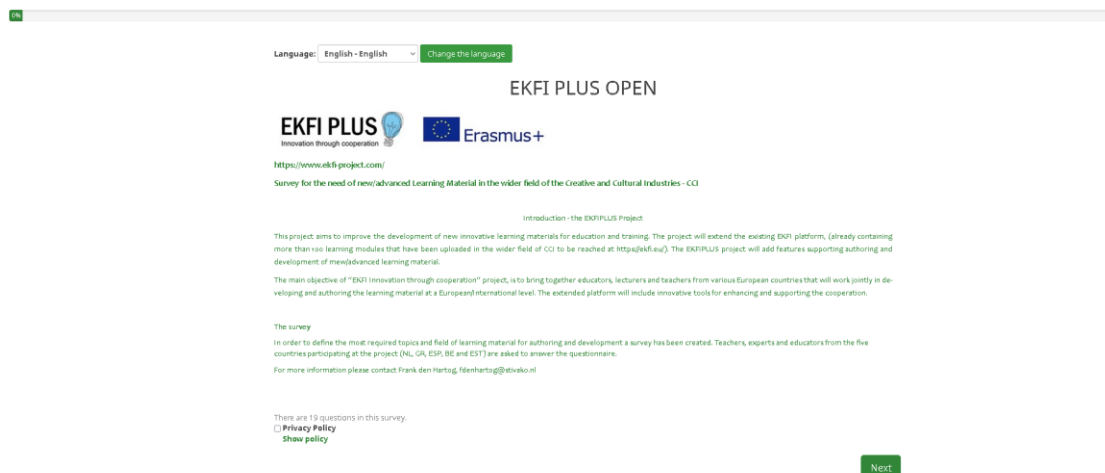 0%
Language: English - English Change the language
EKFI PLUS OPEN
EKFI PLUS
Innovation through cooperation
Erasmus+
https://www.ekfi-project.com/
Survey for the need of new/advanced Learning Material in the wider field of the Creative and Cultural Industries - CCI
Introduction - the EKFIPLUS Project
This project aims to improve the development of new innovative learning materials for education and training. The project will extend the existing EKFI platform, (already containing
more than 100 learning modules that have been uploaded in the wider field of CCI to be reached at https://ekfi.eu/). The EKFIPLUS project will add features supporting authoring and
development of mew/advanced learning material.
The main objective of "EKFI Innovation through cooperation" project, is to bring together educators, lecturers and teachers from various European countries that will work jointly in de-
veloping and authoring the learning material at a European/International level. The extended platform will include innovative tools for enhancing and supporting the cooperation.
The survey
In order to define the most required topics and field of learning material for authoring and development a survey has been created. Teachers, experts and educators from the five
countries participating at the project (NL, GR, ESP, BE and EST) are asked to answer the questionnaire.
For more information please contact Frank den Hartog, fdenhartog@stivako.nl
There are 19 questions in this survey.
Privacy Policy
Show policy
Next